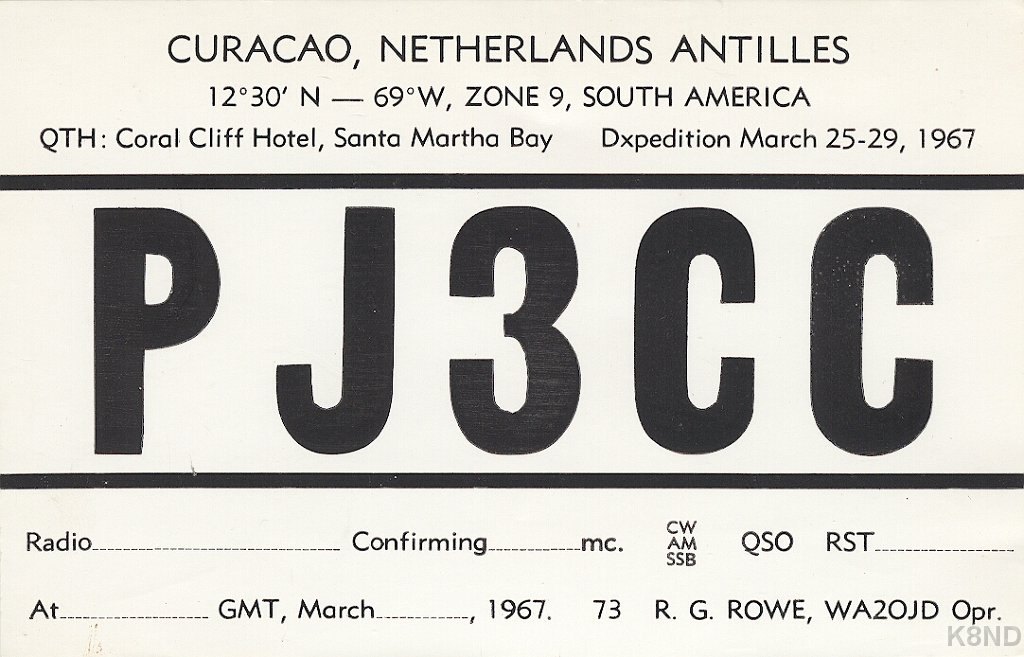 CURACAO, NETHERLANDS ANTILLES
12°30' N — 69°W, ZONE 9, SOUTH AMERICA
QTH: Coral Cliff Hotel, Santa Martha Bay Dxpedition March 25-29, 1967
PJ3CC
Radio Confirming mc. CW AM SSB QSO RST
At GMT, March , 1967. 73 R. G. ROWE, WA2OJD Opr.
K8ND